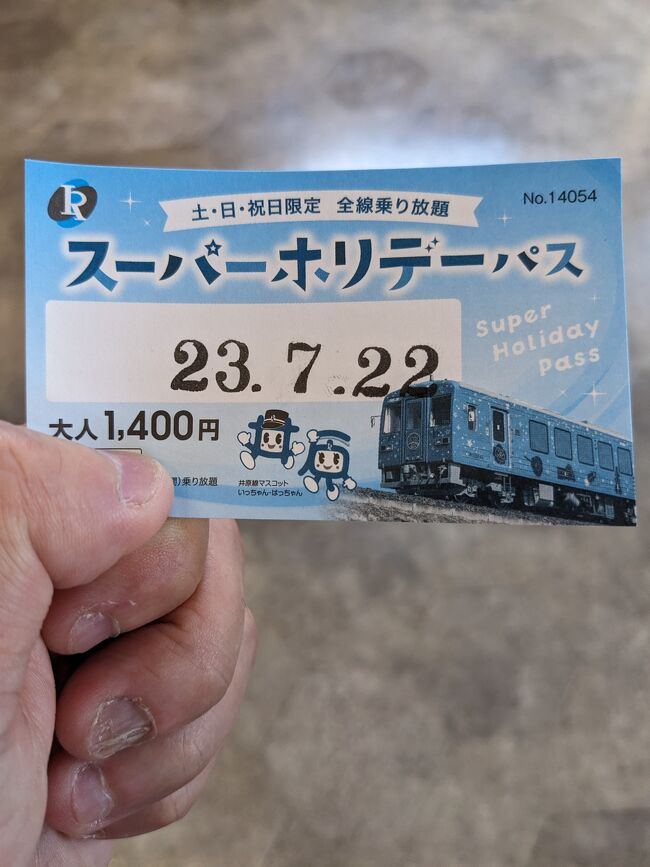 IR
土・日・祝日限定 全線乗り放題
No.14054
スーパーホリデーパス
Super
Holiday
Pass
23.7.22
大人1,400円
乗り放題
井原線マスコット
いっちゃん・はっちゃん